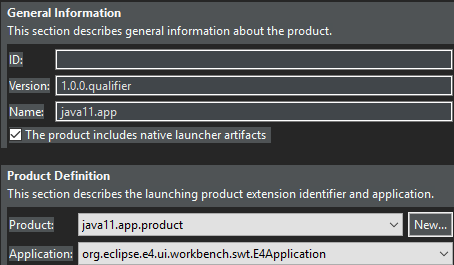 General Information
This section describes general information about the product.
ID:
Version: 1.0.0.qualifier
Name: java11.app
The product includes native launcher artifacts
Product Definition
This section describes the launching product extension identifier and application.
Product: java11.app.product New...
Application: org.eclipse.e4.ui.workbench.swt.E4Application